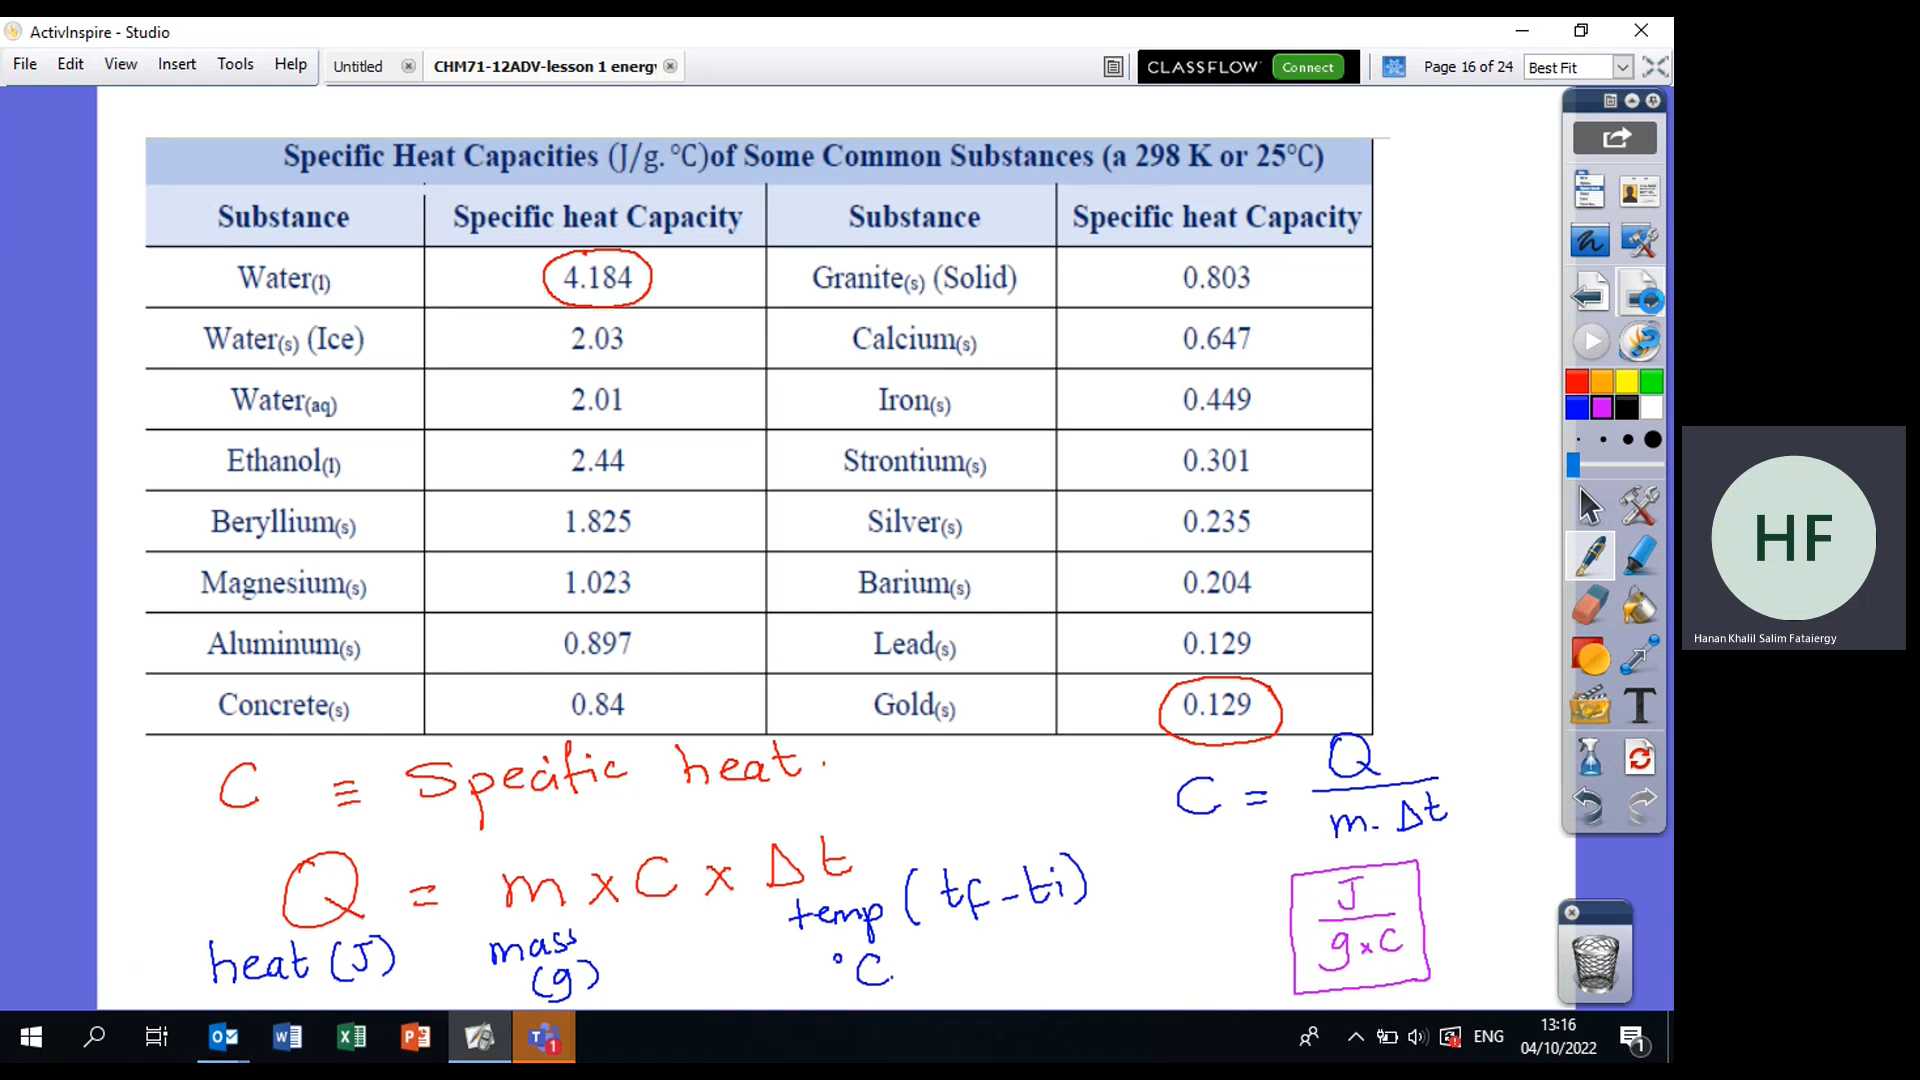 ActivInspire - Studio
File Edit View Insert Tools Help
Untitled
CHM71-12ADV-lesson 1 energy
CLASSFLOW Connect
Page 16 of 24
Best Fit
Specific Heat Capacities (J/g.°C)of Some Common Substances (a 298 K or 25°C)
Substance Specific heat Capacity Substance Specific heat Capacity
Water(l) 4.184 Granite(s) (Solid) 0.803
Water(s) (Ice) 2.03 Calcium(s) 0.647
Water(aq) 2.01 Iron(s) 0.449
Ethanol(l) 2.44 Strontium(s) 0.301
Beryllium(s) 1.825 Silver(s) 0.235
Magnesium(s) 1.023 Barium(s) 0.204
Aluminum(s) 0.897 Lead(s) 0.129
Concrete(s) 0.84 Gold(s) 0.129
C ≡ Specific heat.
C = Q / m. Δt
Q = m x C x Δt
temp (tf - ti)
heat (J) mass (g) °C
J / g x C
HF
Hanan Khalil Salim Fataiergy
T
ENG
13:16
04/10/2022
1